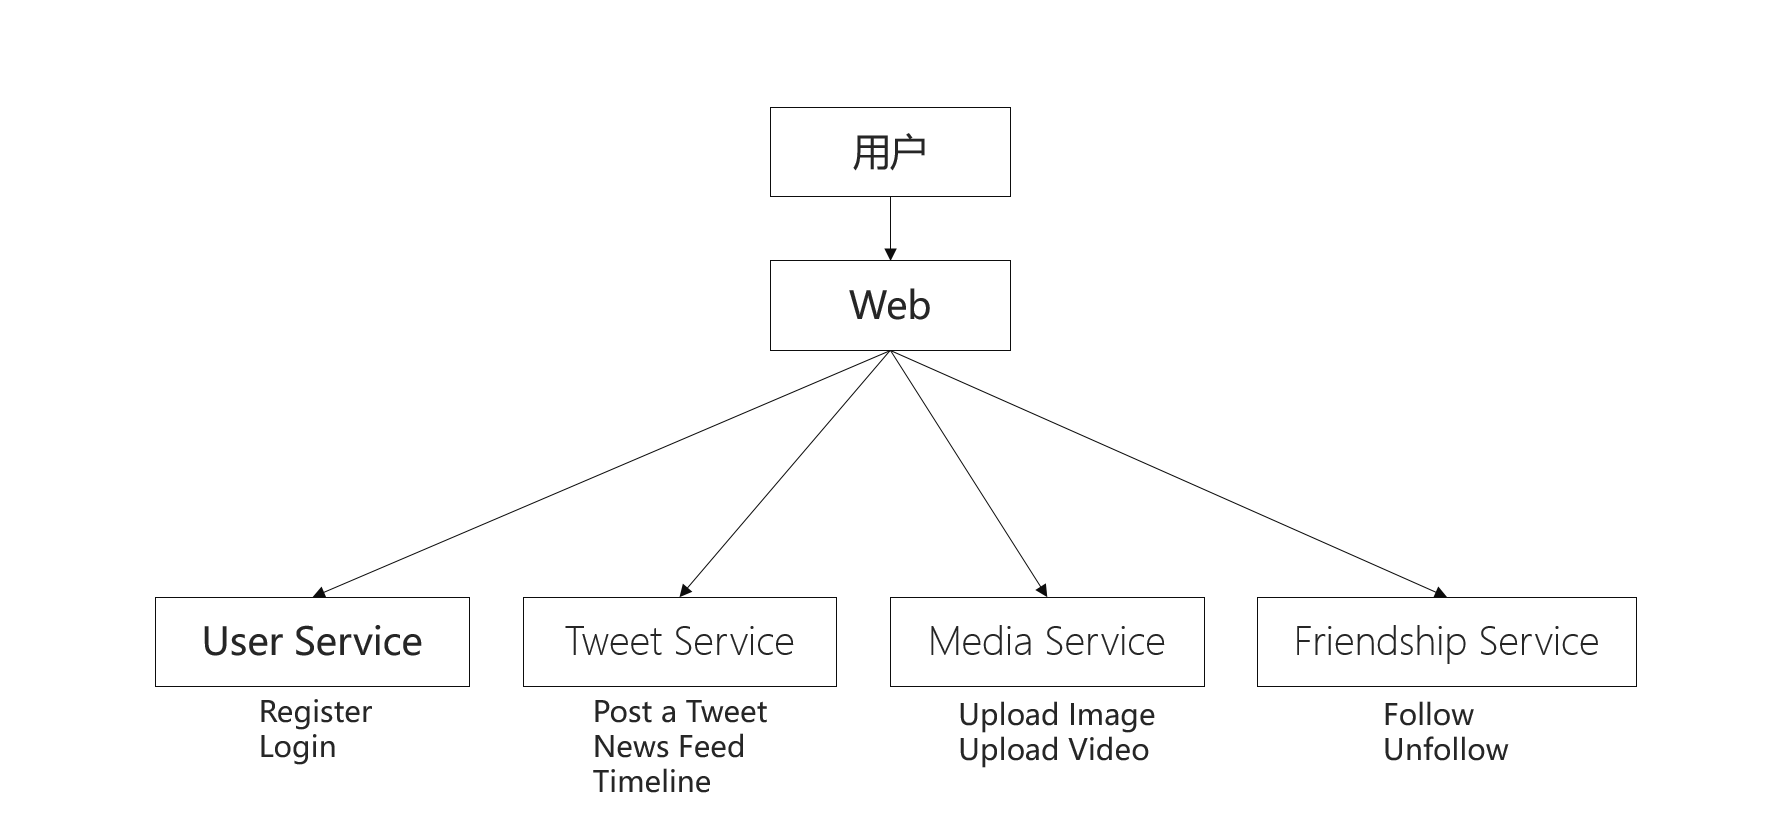 用户
Web
User Service
Tweet Service
Media Service
Friendship Service
Register
Login
Post a Tweet
News Feed
Timeline
Upload Image
Upload Video
Follow
Unfollow